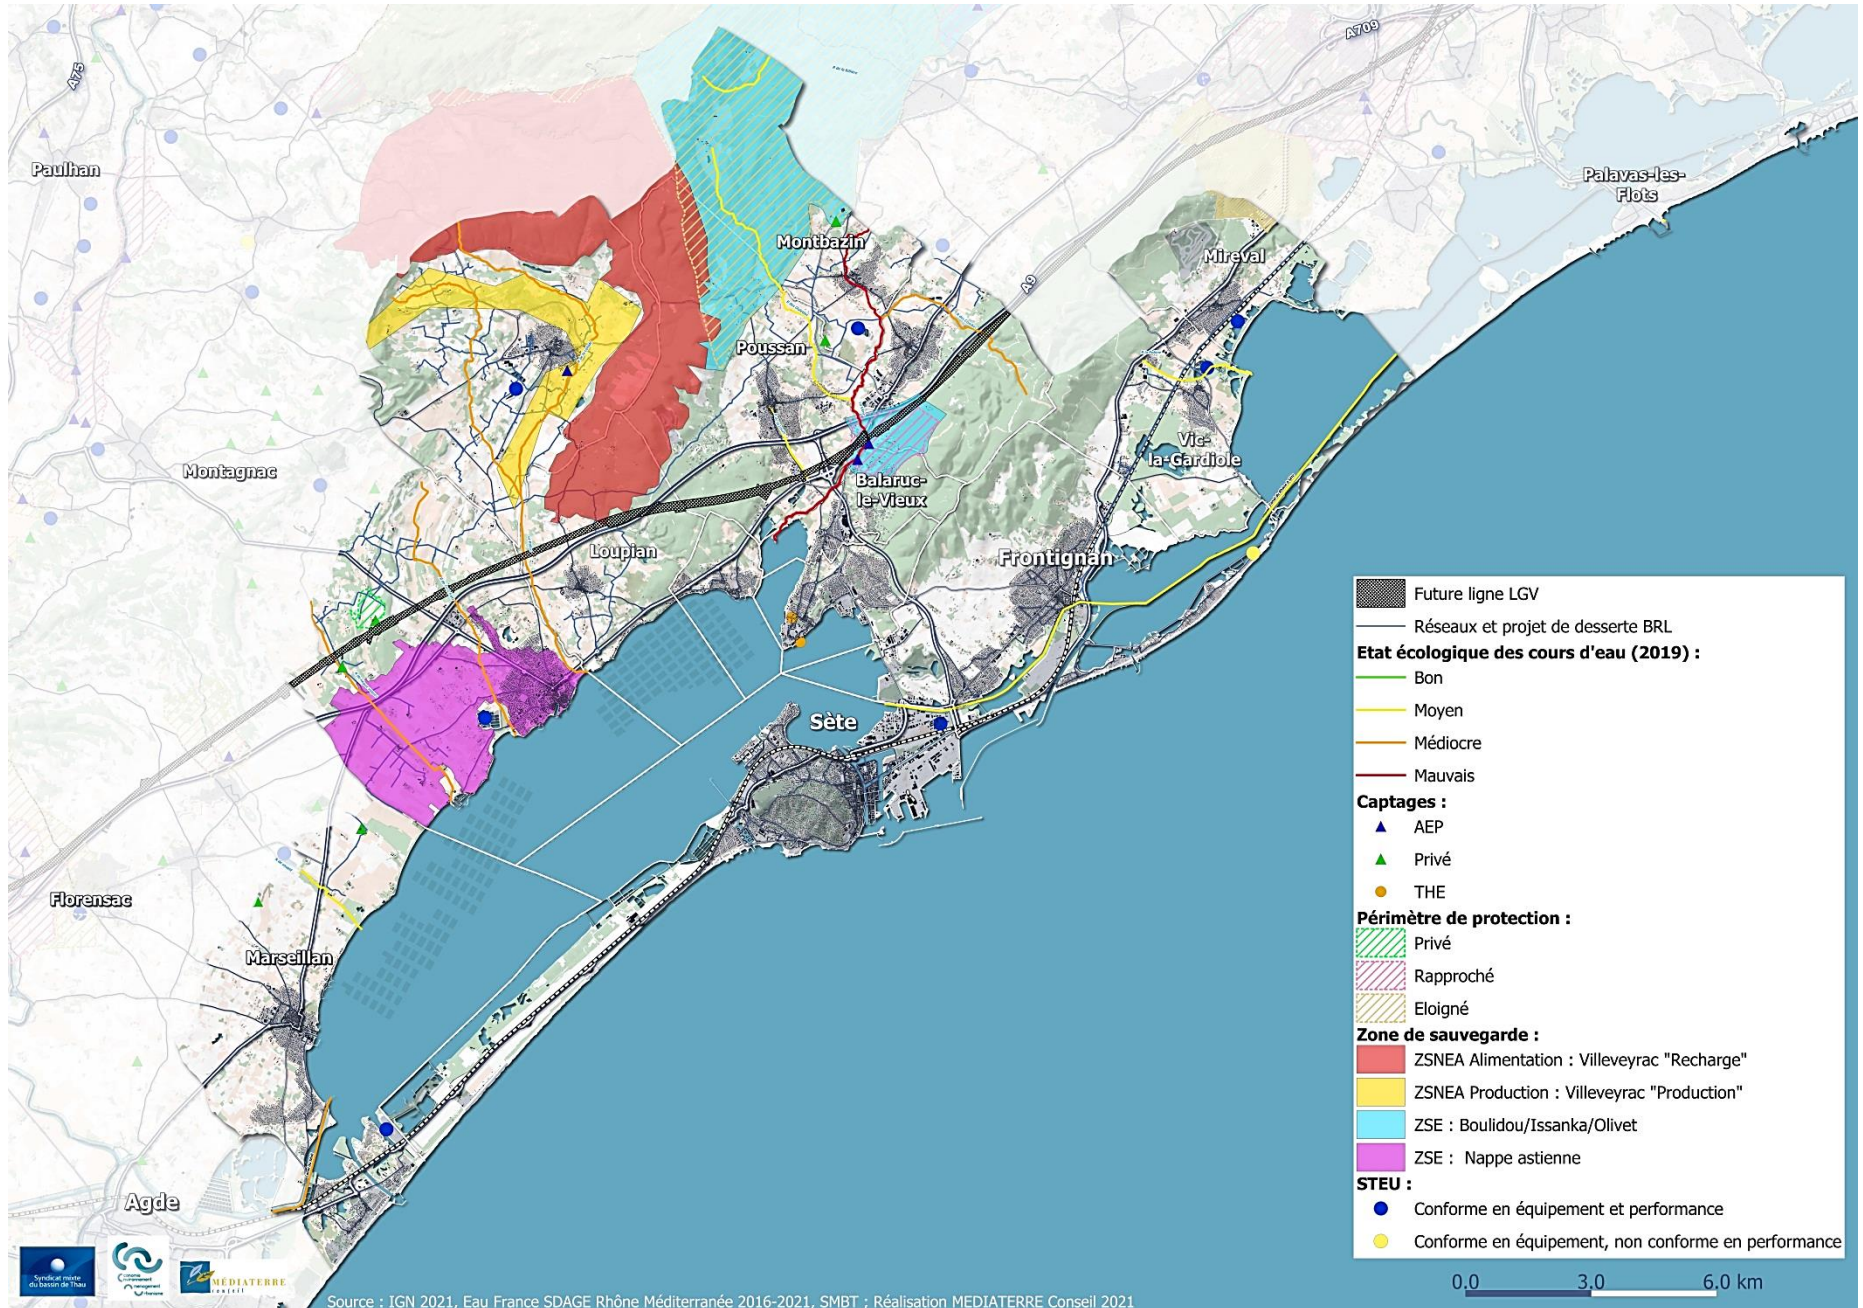 A75
A709
Paulhan
Palavas-les-
Flots
Montbazin
Mireval
A9
Poussan
Vic-
la-Gardiole
Montagnac
Balaruc-
le-Vieux
Loupian
Frontignan
Sète
Florensac
Marseillan
Agde
Future ligne LGV
Réseaux et projet de desserte BRL
Etat écologique des cours d'eau (2019) :
Bon
Moyen
Médiocre
Mauvais
Captages :
AEP
Privé
THE
Périmètre de protection :
Privé
Rapproché
Eloigné
Zone de sauvegarde :
ZSNEA Alimentation : Villeveyrac "Recharge"
ZSNEA Production : Villeveyrac "Production"
ZSE : Boulidou/Issanka/Olivet
ZSE : Nappe astienne
STEU :
Conforme en équipement et performance
Conforme en équipement, non conforme en performance
0.0 3.0 6.0 km
Syndicat mixte
du bassin de Thau
MÉDIATERRE
conseil
Source : IGN 2021, Eau France SDAGE Rhône Méditerranée 2016-2021, SMBT ; Réalisation MEDIATERRE Conseil 2021